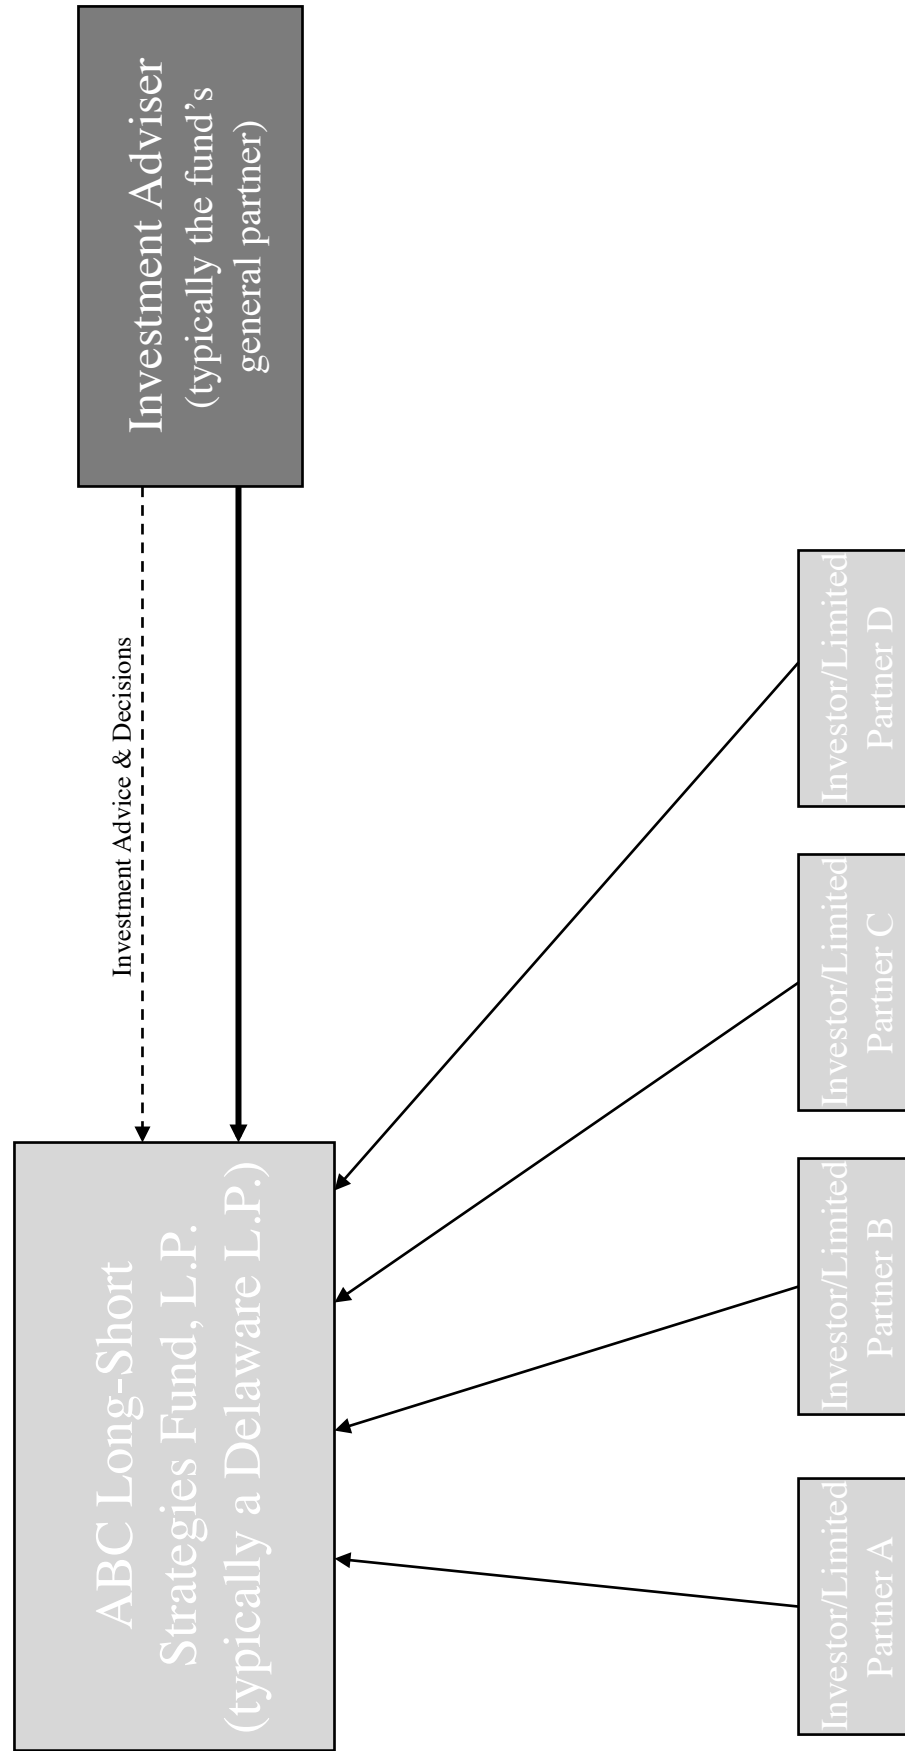 ABC Long-Short
Strategies Fund, L.P.
(typically a Delaware L.P.)
Investment Advice & Decisions
Investment Adviser
(typically the fund’s
general partner)
Investor/Limited
Partner A
Investor/Limited
Partner B
Investor/Limited
Partner C
Investor/Limited
Partner D